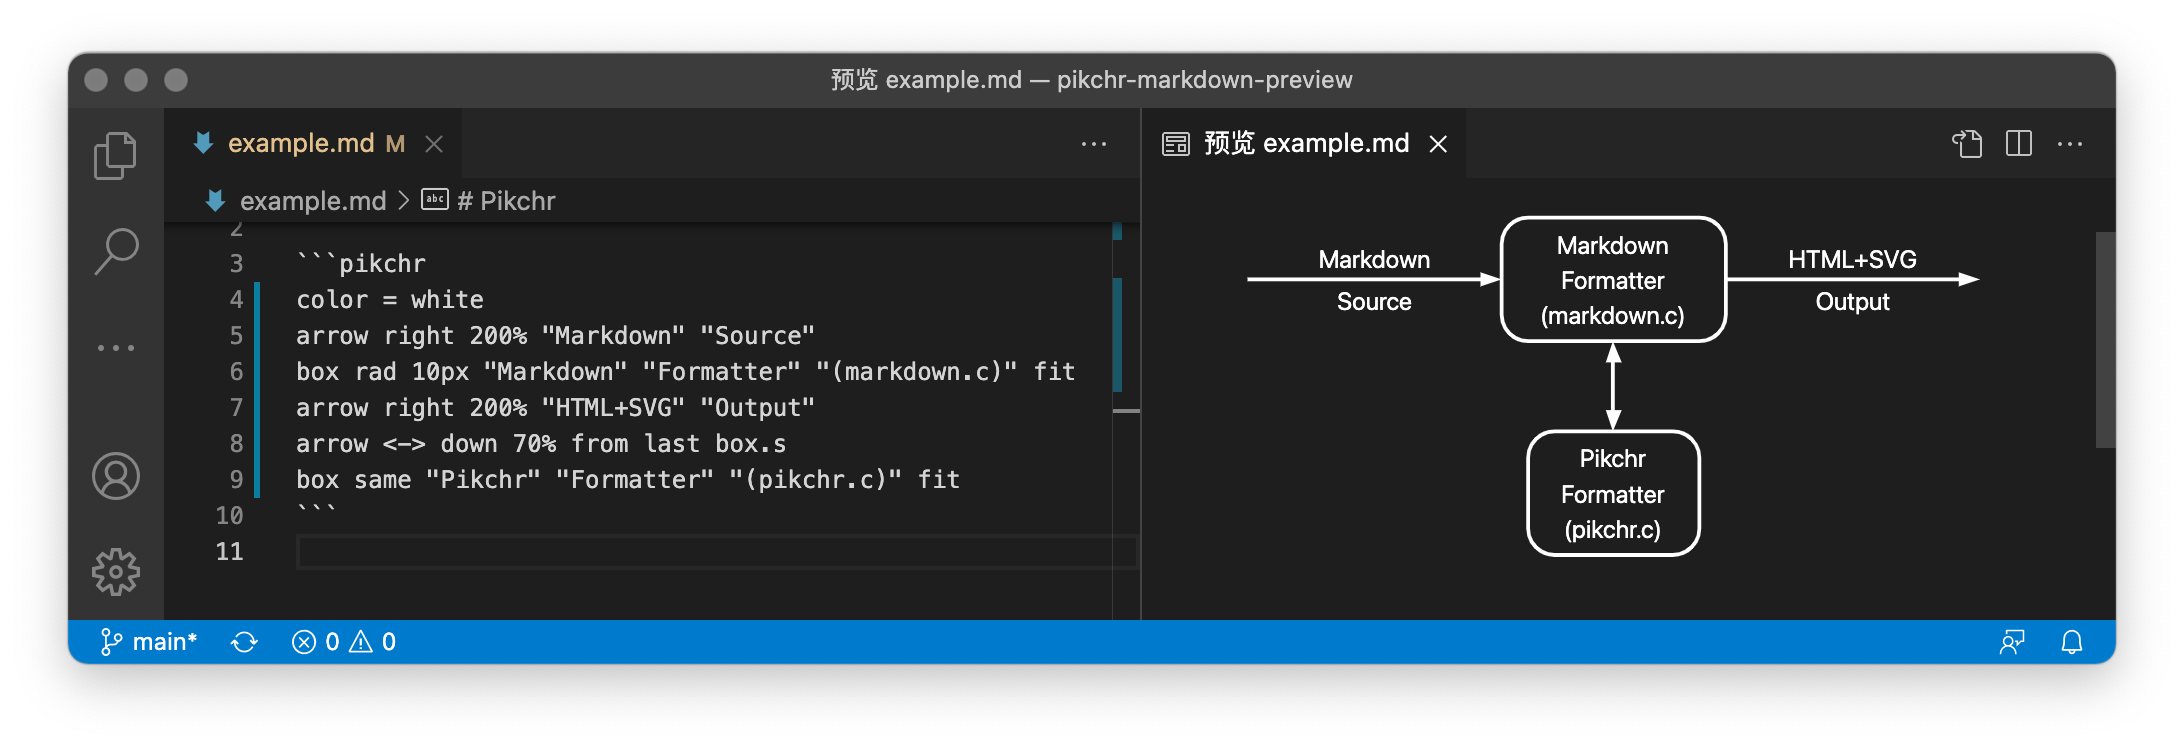 预览 example.md — pikchr-markdown-preview
example.md M
预览 example.md
example.md > abc # Pikchr
2
3 ```pikchr
4 color = white
5 arrow right 200% "Markdown" "Source"
6 box rad 10px "Markdown" "Formatter" "(markdown.c)" fit
7 arrow right 200% "HTML+SVG" "Output"
8 arrow <-> down 70% from last box.s
9 box same "Pikchr" "Formatter" "(pikchr.c)" fit
10 ```
11
Markdown
Source
Markdown
Formatter
(markdown.c)
HTML+SVG
Output
Pikchr
Formatter
(pikchr.c)
main* 0 0